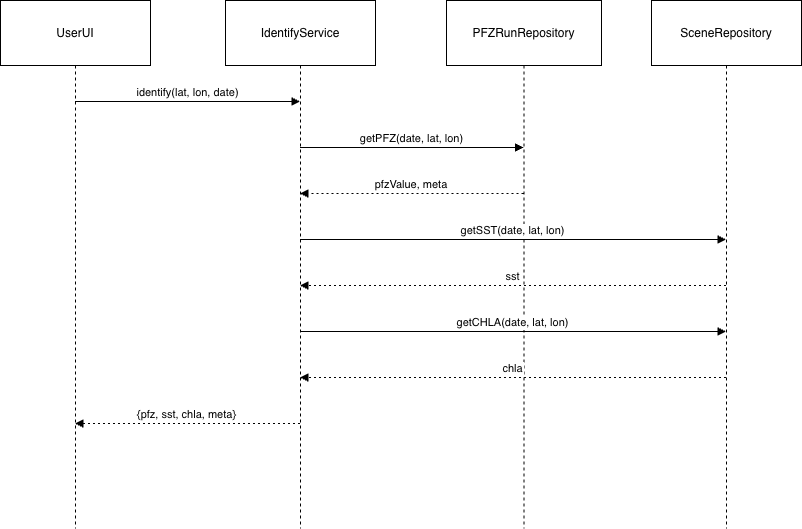 UserUI
IdentifyService
PFZRunRepository
SceneRepository
identify(lat, lon, date)
getPFZ(date, lat, lon)
pfzValue, meta
getSST(date, lat, lon)
sst
getCHLA(date, lat, lon)
chla
{pfz, sst, chla, meta}